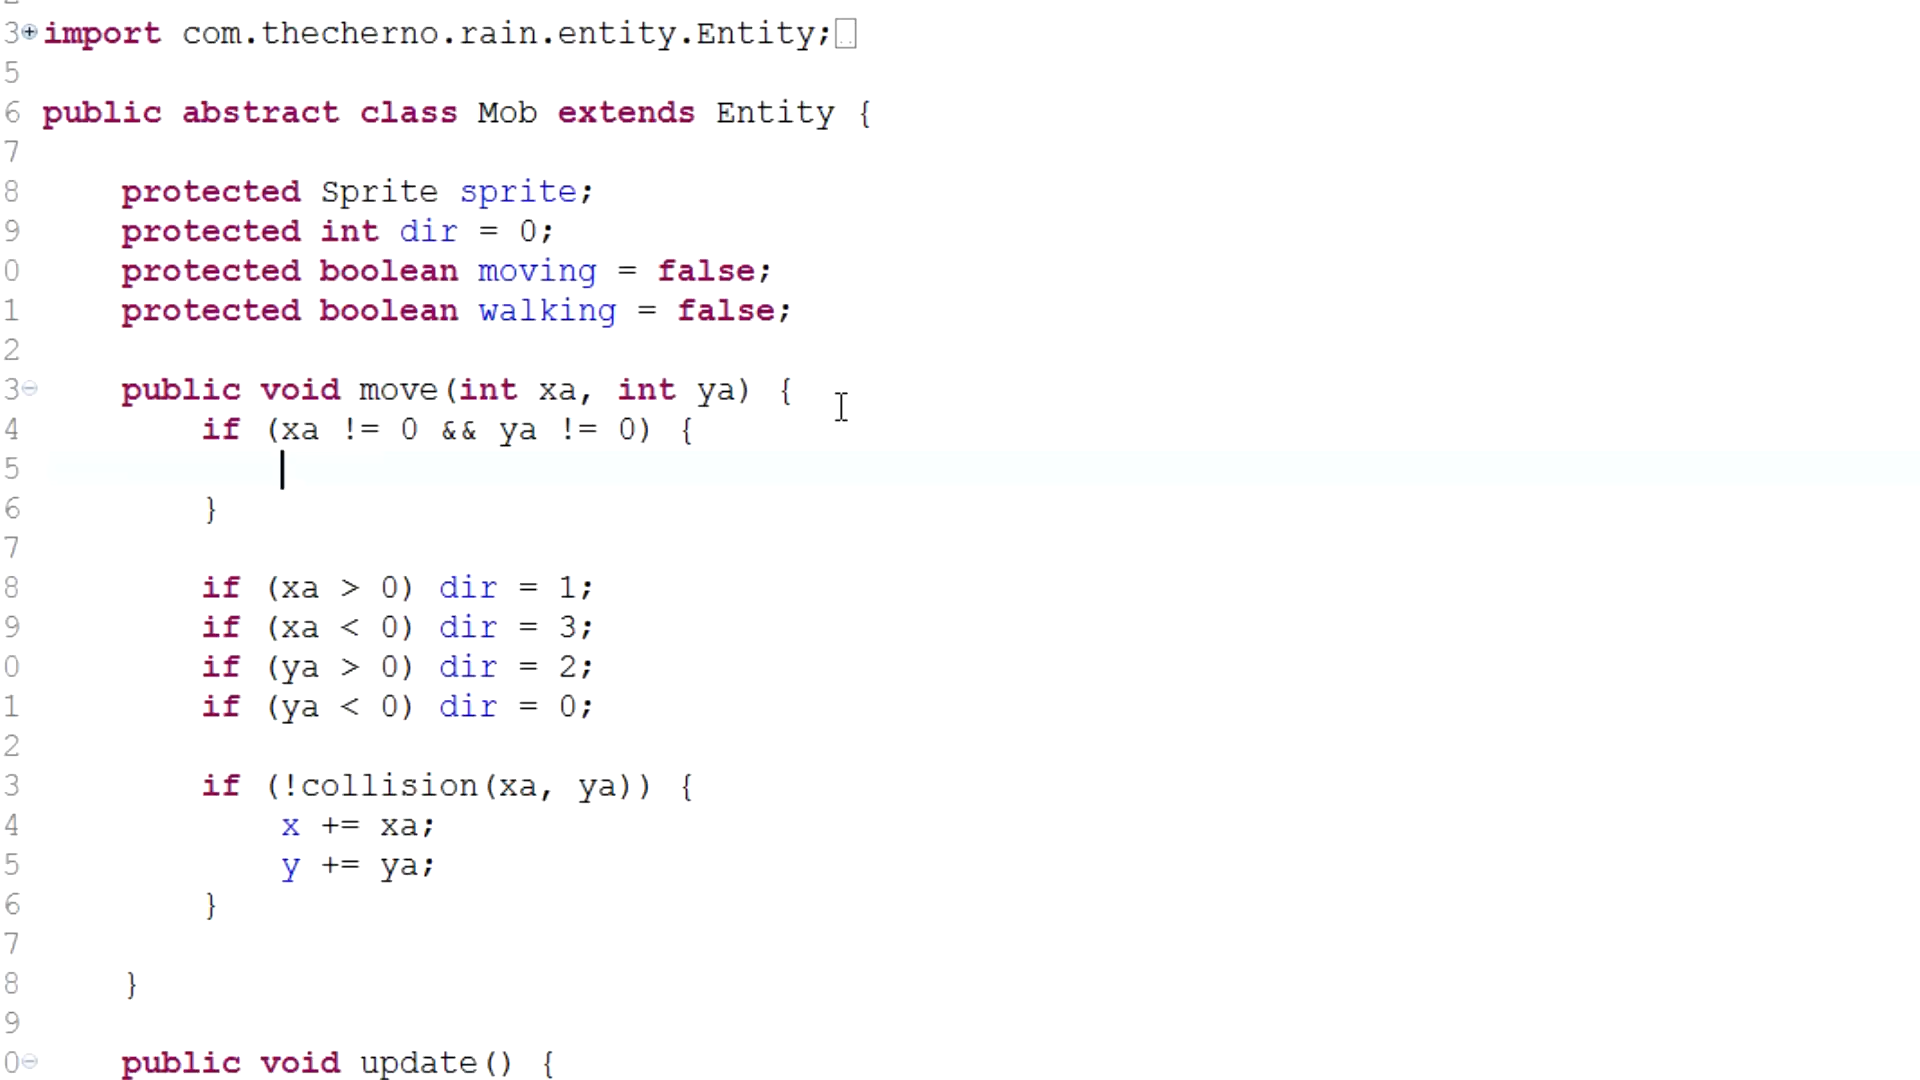 3 import com.thecherno.rain.entity.Entity;
5
6 public abstract class Mob extends Entity {
7
8 protected Sprite sprite;
9 protected int dir = 0;
0 protected boolean moving = false;
1 protected boolean walking = false;
2
3 public void move(int xa, int ya) {
4 if (xa != 0 && ya != 0) {
5
6 }
7
8 if (xa > 0) dir = 1;
9 if (xa < 0) dir = 3;
0 if (ya > 0) dir = 2;
1 if (ya < 0) dir = 0;
2
3 if (!collision(xa, ya)) {
4 x += xa;
5 y += ya;
6 }
7
8 }
9
0 public void update() {